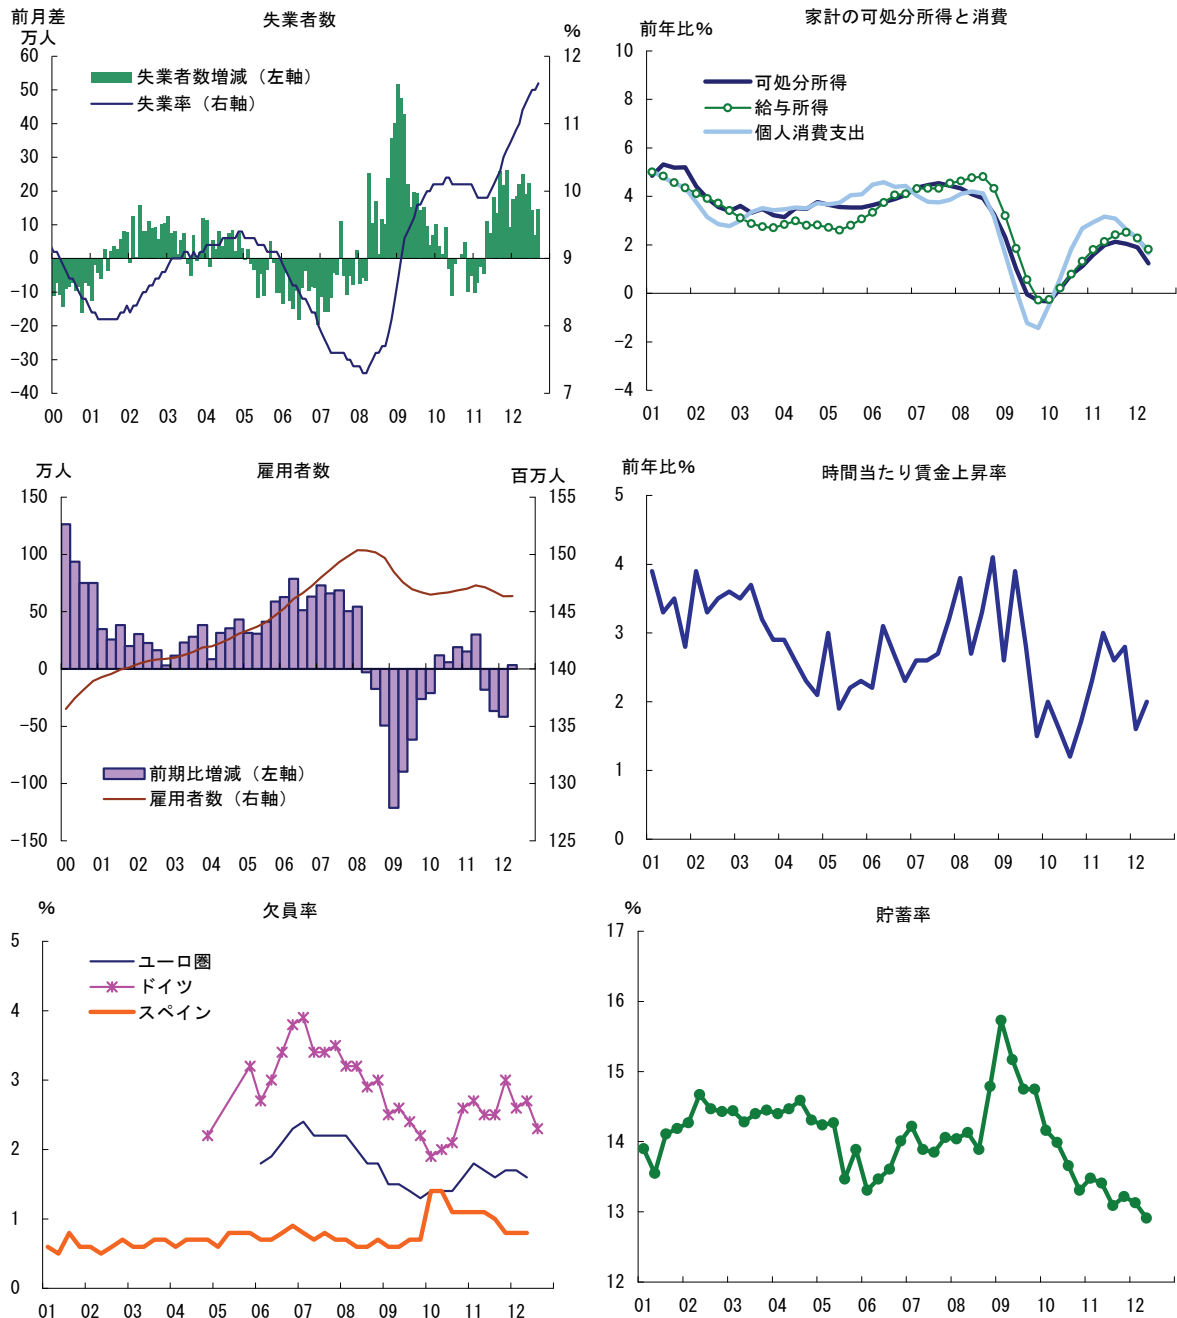 失業者数
前月差
万人
%
60
50
40
30
20
10
0
−10
−20
−30
−40
12
11
10
9
8
7
失業者数増減（左軸）
失業率（右軸）
00 01 02 03 04 05 06 07 08 09 10 11 12
家計の可処分所得と消費
前年比%
10
8
6
4
2
0
−2
−4
可処分所得
給与所得
個人消費支出
01 02 03 04 05 06 07 08 09 10 11 12
雇用者数
万人
百万人
150
100
50
0
−50
−100
−150
155
150
145
140
135
130
125
前期比増減（左軸）
雇用者数（右軸）
00 01 02 03 04 05 06 07 08 09 10 11 12
時間当たり賃金上昇率
前年比%
5
4
3
2
1
0
01 02 03 04 05 06 07 08 09 10 11 12
欠員率
%
5
4
3
2
1
0
ユーロ圏
ドイツ
スペイン
01 02 03 04 05 06 07 08 09 10 11 12
貯蓄率
%
17
16
15
14
13
12
01 02 03 04 05 06 07 08 09 10 11 12